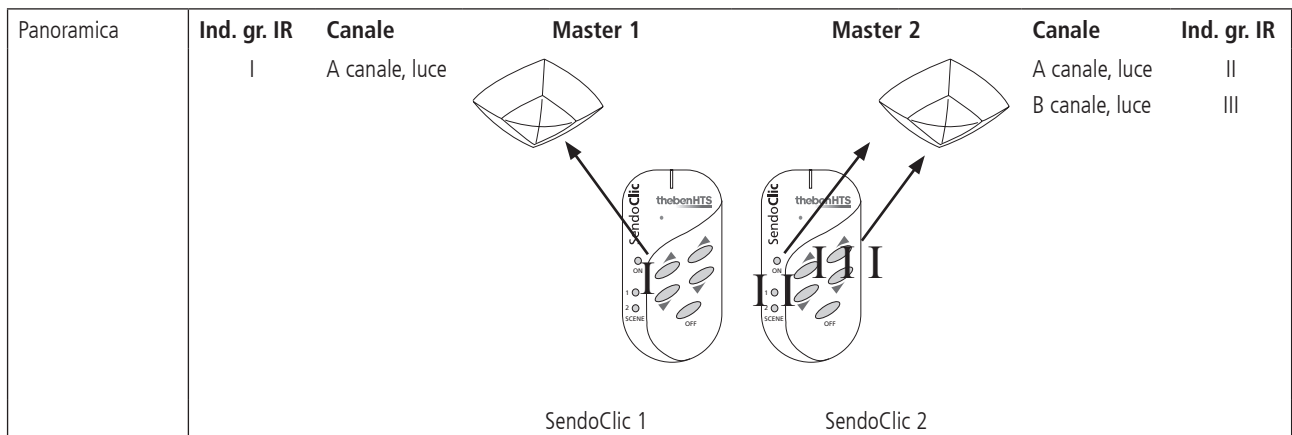 Panoramica Ind. gr. IR Canale Master 1 Master 2 Canale Ind. gr. IR
I A canale, luce A canale, luce II
B canale, luce III
SendoClic thebenHTS SendoClic thebenHTS
I II III
ON ON
1 1
2 2
SCENE OFF SCENE OFF
SendoClic 1 SendoClic 2